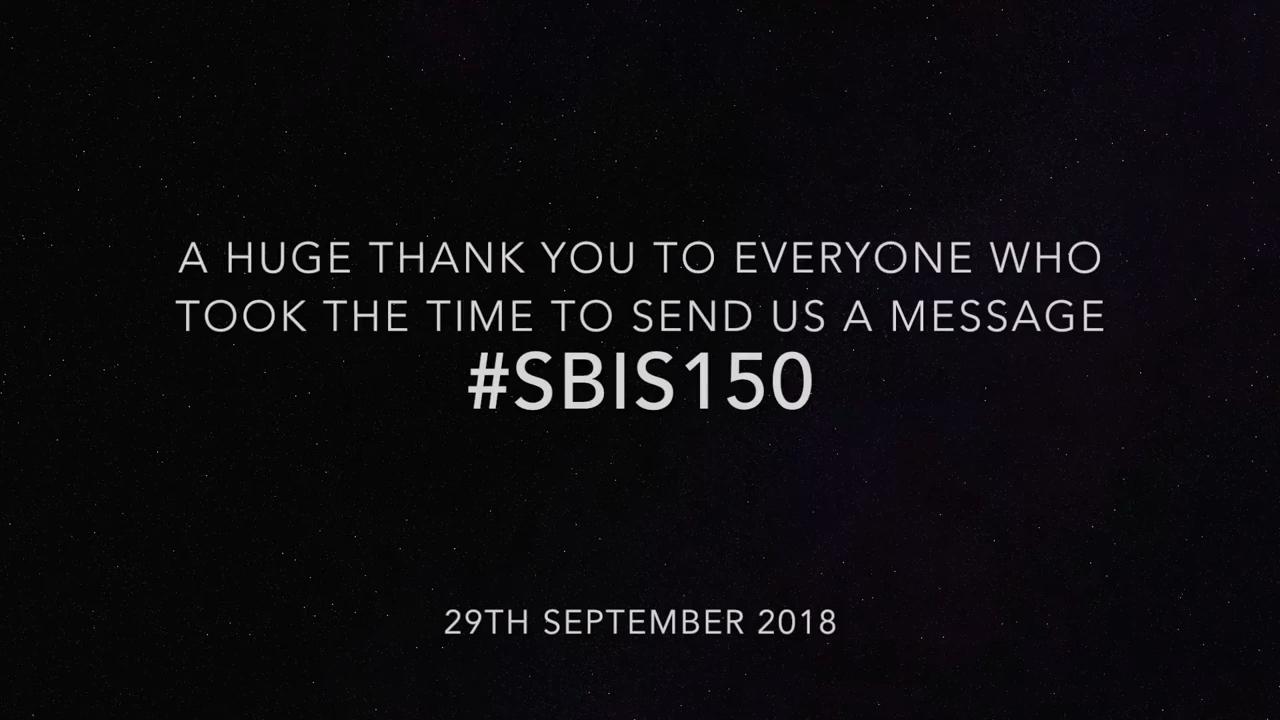 A HUGE THANK YOU TO EVERYONE WHO
TOOK THE TIME TO SEND US A MESSAGE
#SBIS150
29TH SEPTEMBER 2018